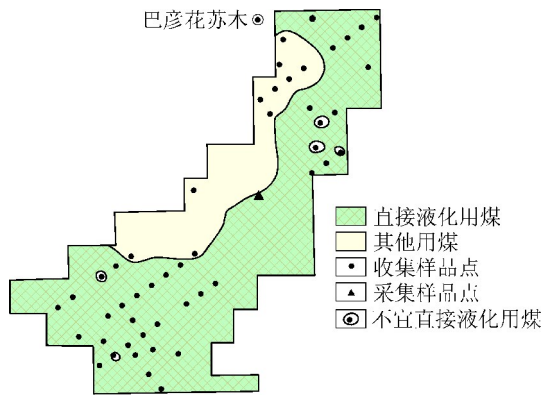 巴彦花苏木
直接液化用煤
其他用煤
收集样品点
采集样品点
不宜直接液化用煤